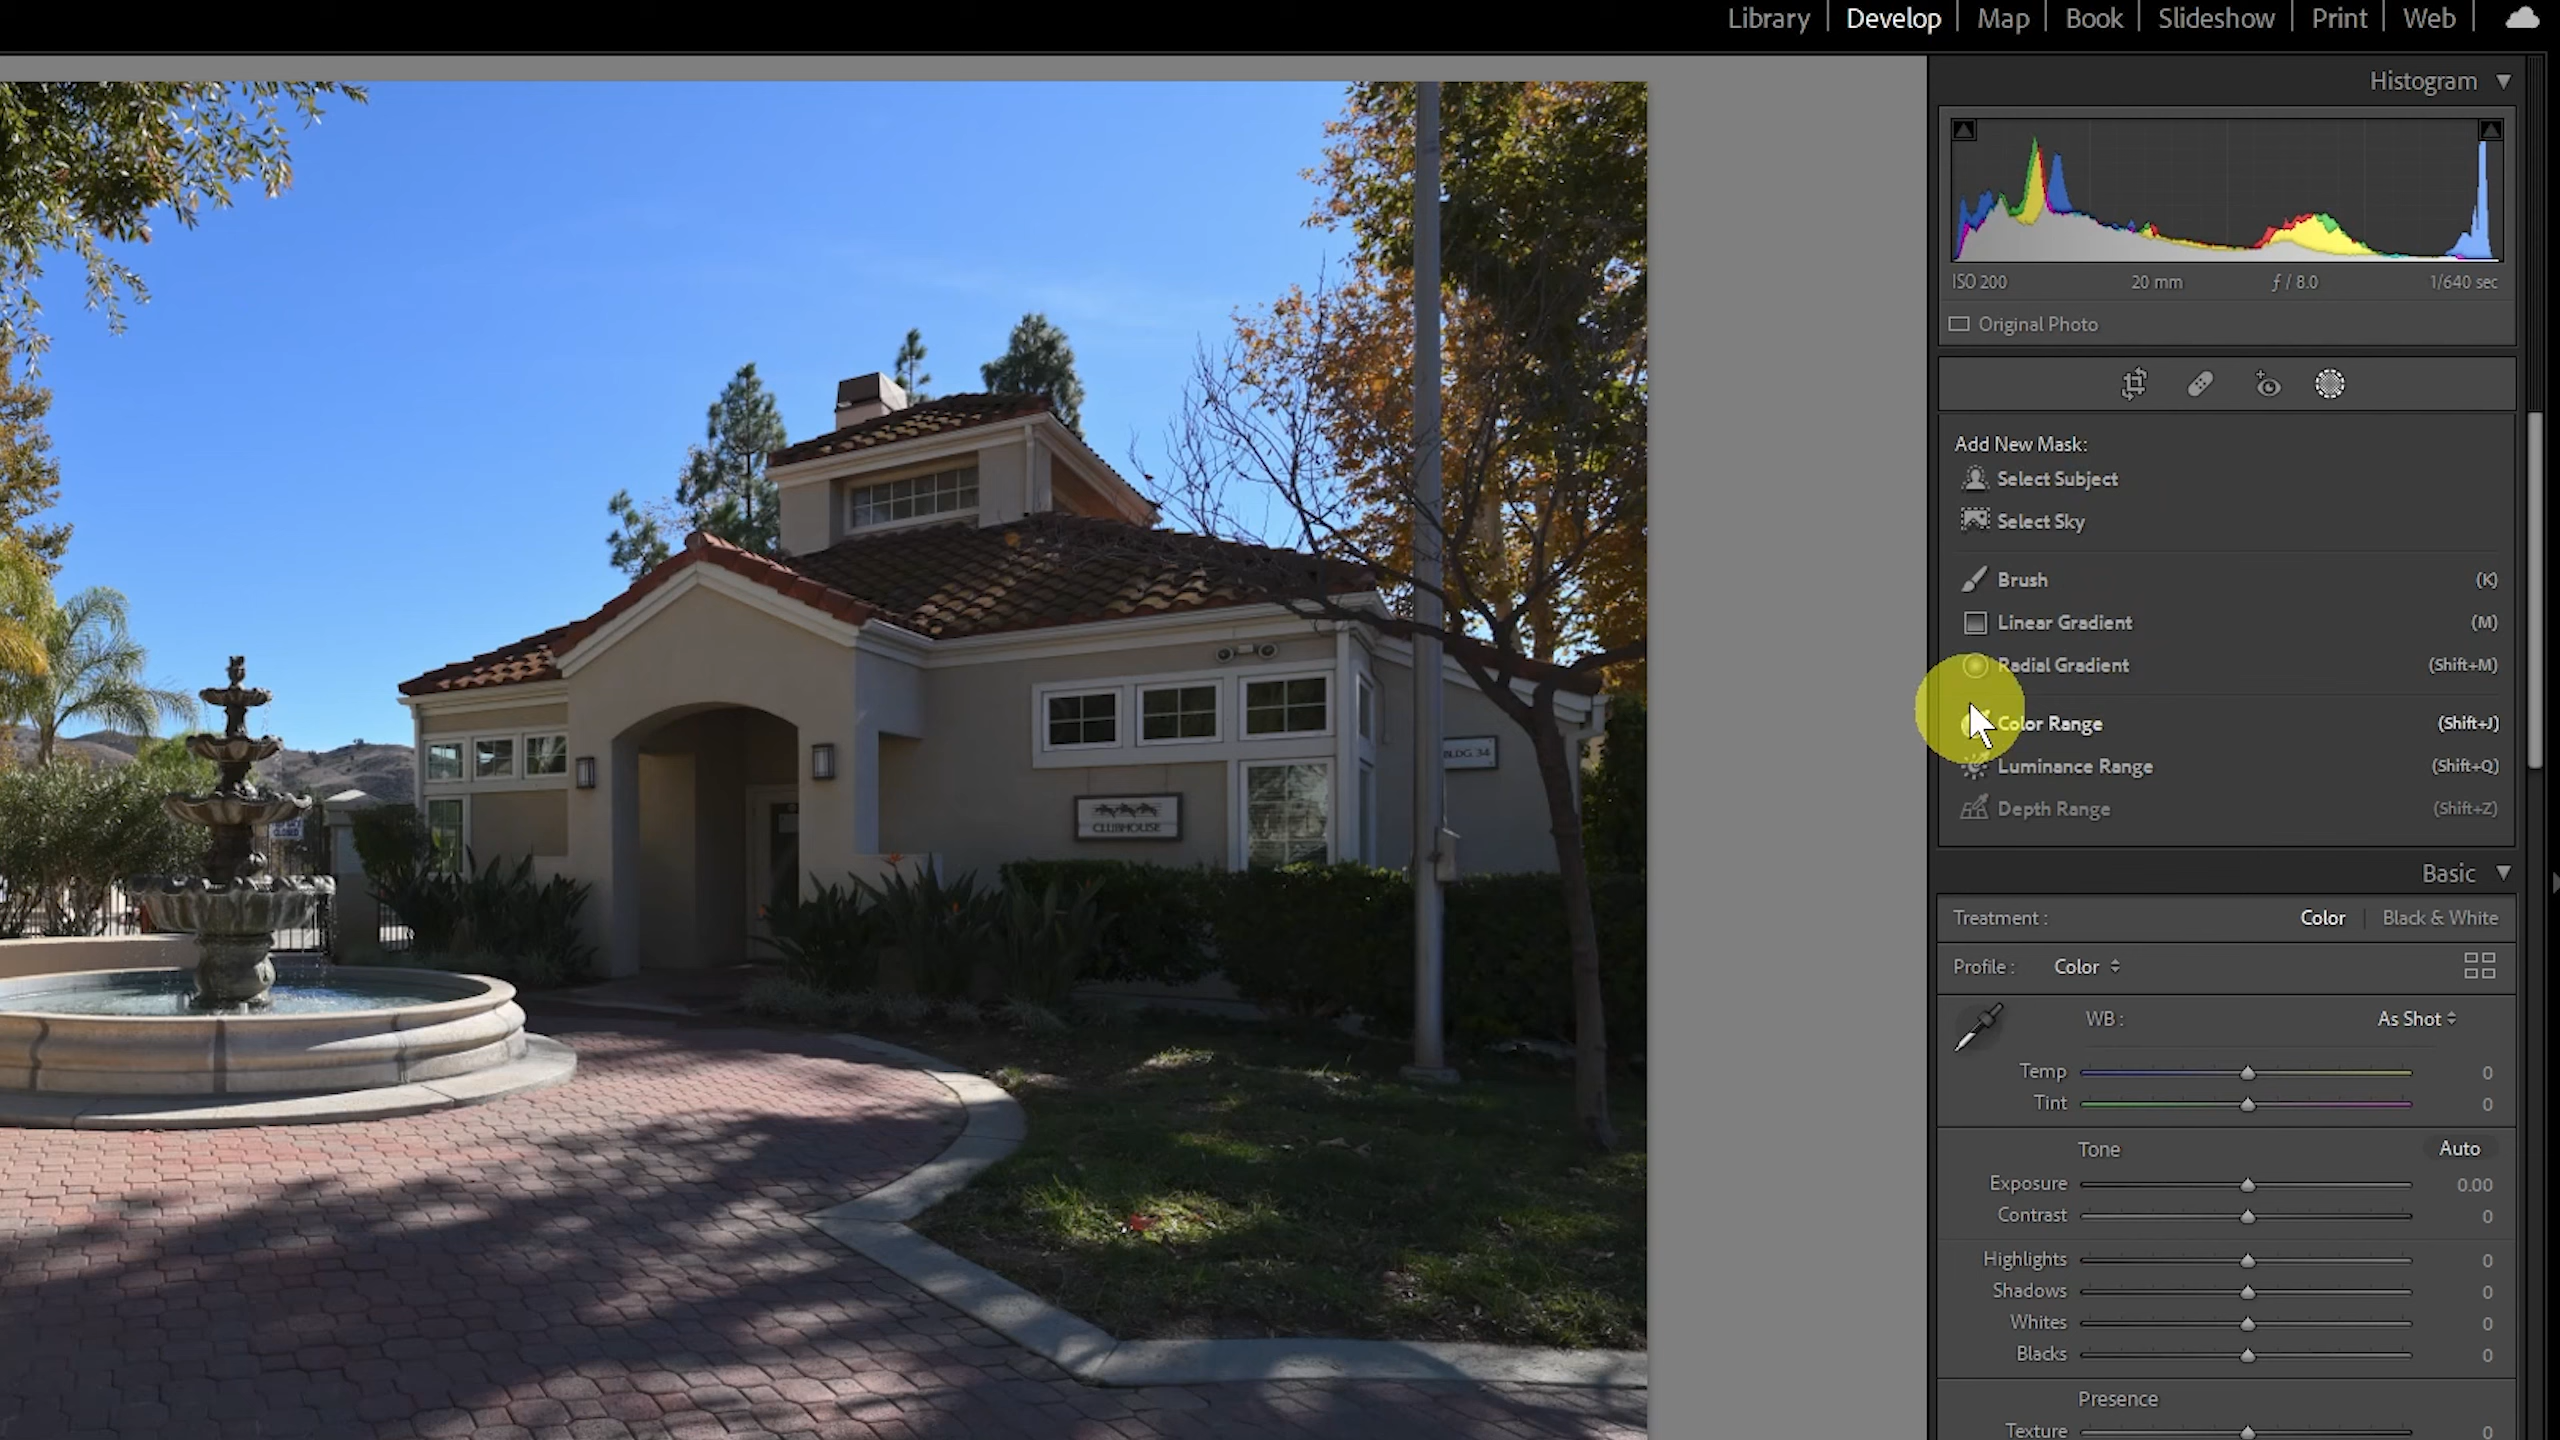 Library | Develop | Map | Book | Slideshow | Print | Web |
Histogram
ISO 200 20 mm ƒ / 8.0 1/640 sec
Original Photo
Add New Mask:
Select Subject
Select Sky
Brush (K)
Linear Gradient (M)
Radial Gradient (Shift+M)
Color Range (Shift+J)
Luminance Range (Shift+Q)
Depth Range (Shift+Z)
Basic
Treatment : Color | Black & White
Profile : Color
WB : As Shot
Temp 0
Tint 0
Tone Auto
Exposure 0.00
Contrast 0
Highlights 0
Shadows 0
Whites 0
Blacks 0
Presence
Texture 0
BLDG. 34
CLUBHOUSE